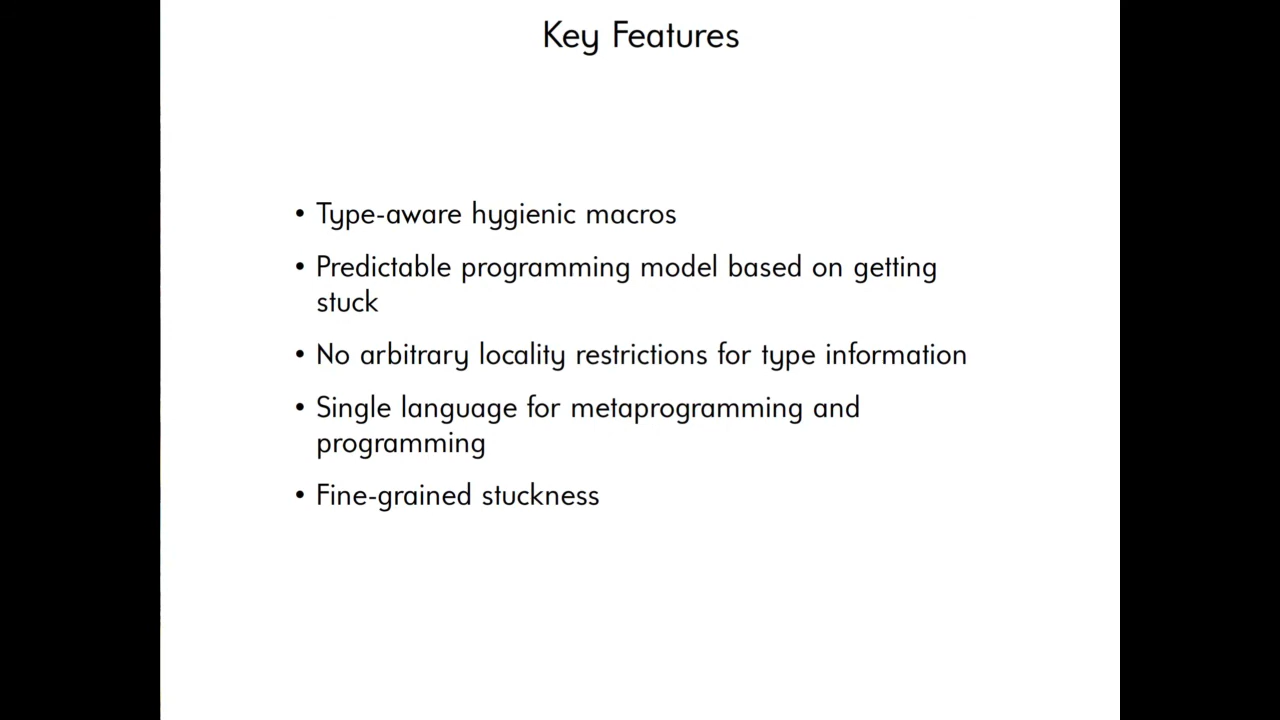 Key Features
• Type-aware hygienic macros
• Predictable programming model based on getting
stuck
• No arbitrary locality restrictions for type information
• Single language for metaprogramming and
programming
• Fine-grained stuckness